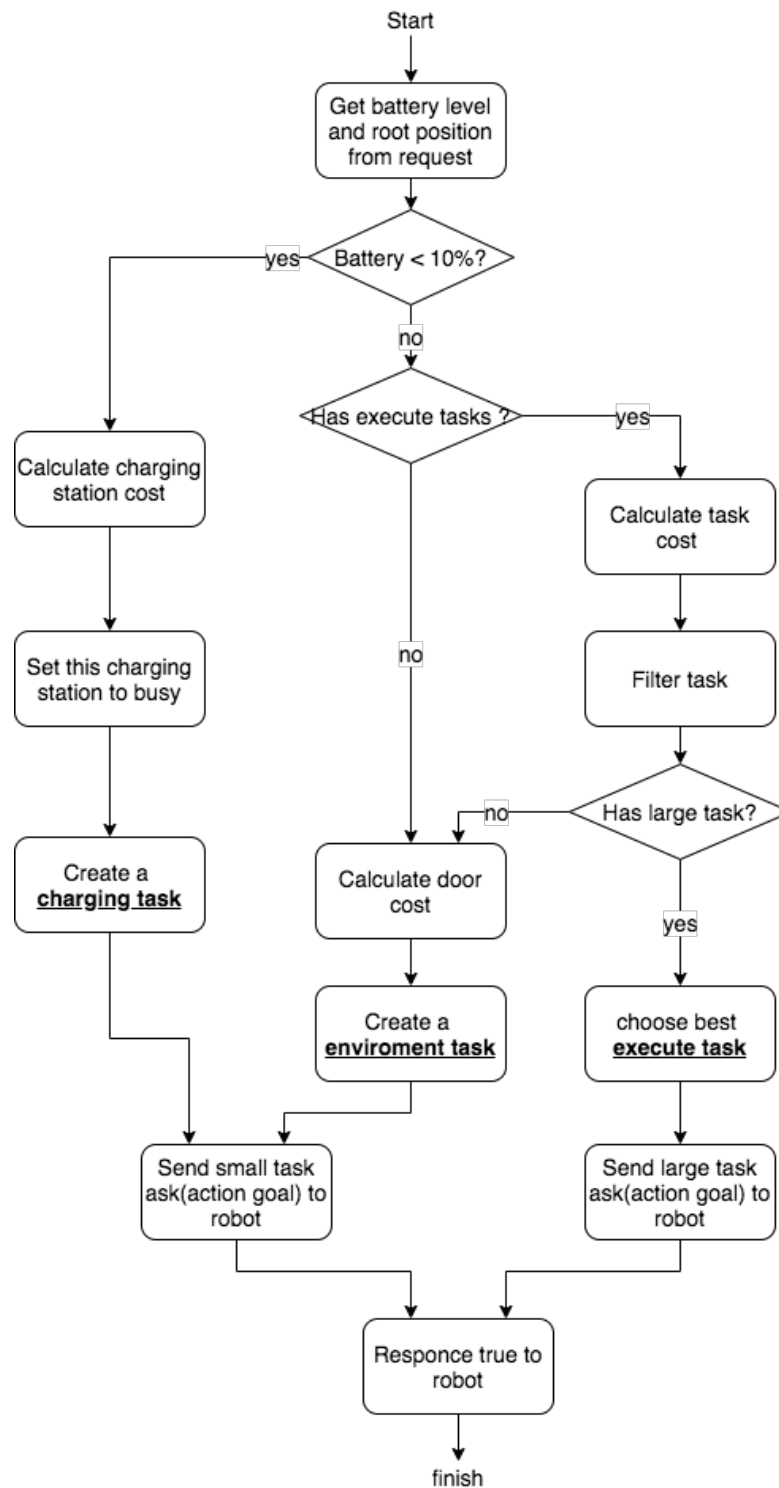 Start
Get battery level
and root position
from request
Battery < 10%?
yes
no
Has execute tasks ?
yes
Calculate charging
station cost
Calculate task
cost
Set this charging
station to busy
no
Filter task
Has large task?
no
Create a
charging task
Calculate door
cost
yes
Create a
enviroment task
choose best
execute task
Send small task
ask(action goal) to
robot
Send large task
ask(action goal) to
robot
Responce true to
robot
finish